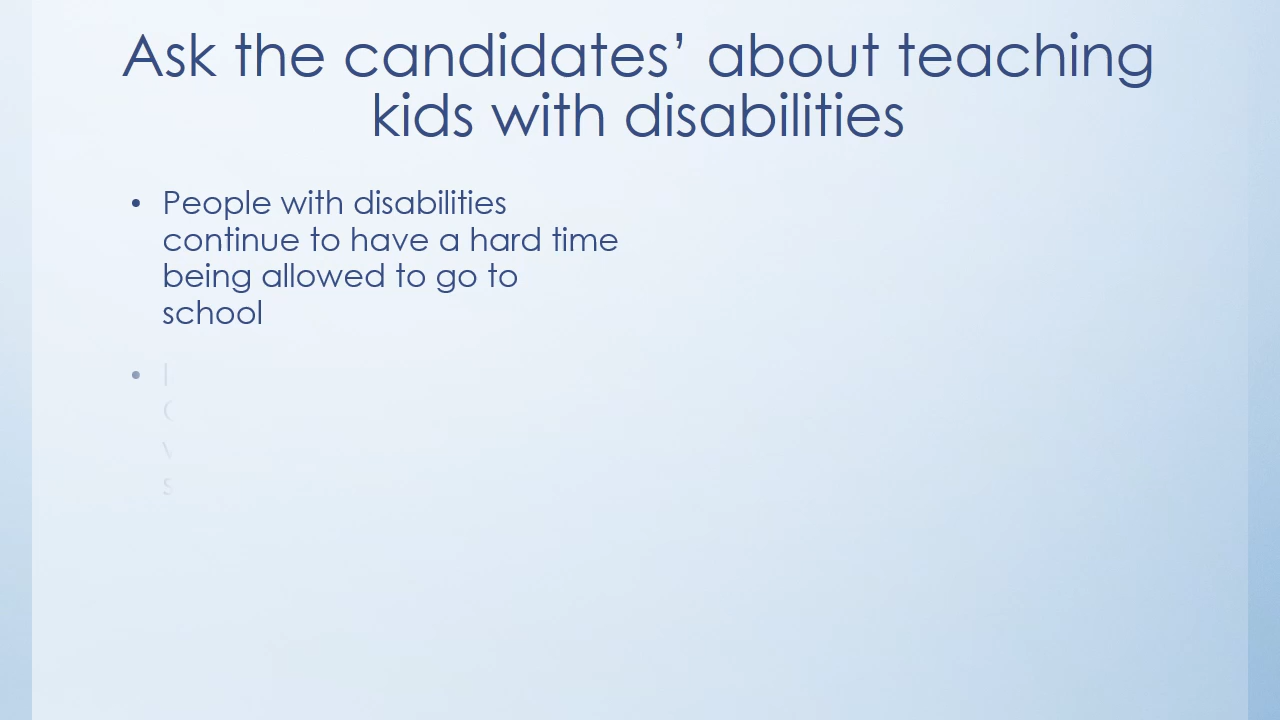 Ask the candidates’ about teaching
kids with disabilities
• People with disabilities
continue to have a hard time
being allowed to go to
school
•